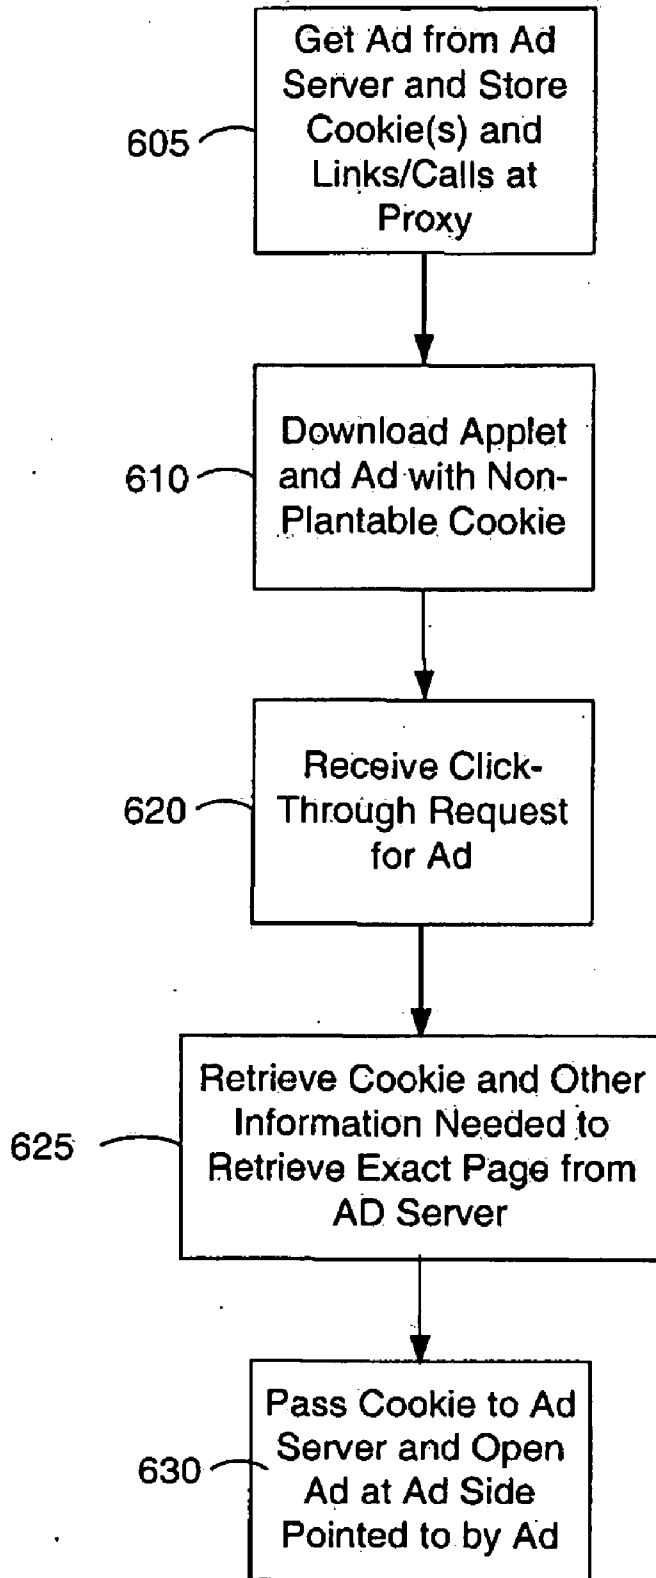 Get Ad from Ad
Server and Store
Cookie(s) and
Links/Calls at
Proxy
605
Download Applet
and Ad with Non-
Plantable Cookie
610
Receive Click-
Through Request
for Ad
620
Retrieve Cookie and Other
Information Needed to
Retrieve Exact Page from
AD Server
625
Pass Cookie to Ad
Server and Open
Ad at Ad Side
Pointed to by Ad
630